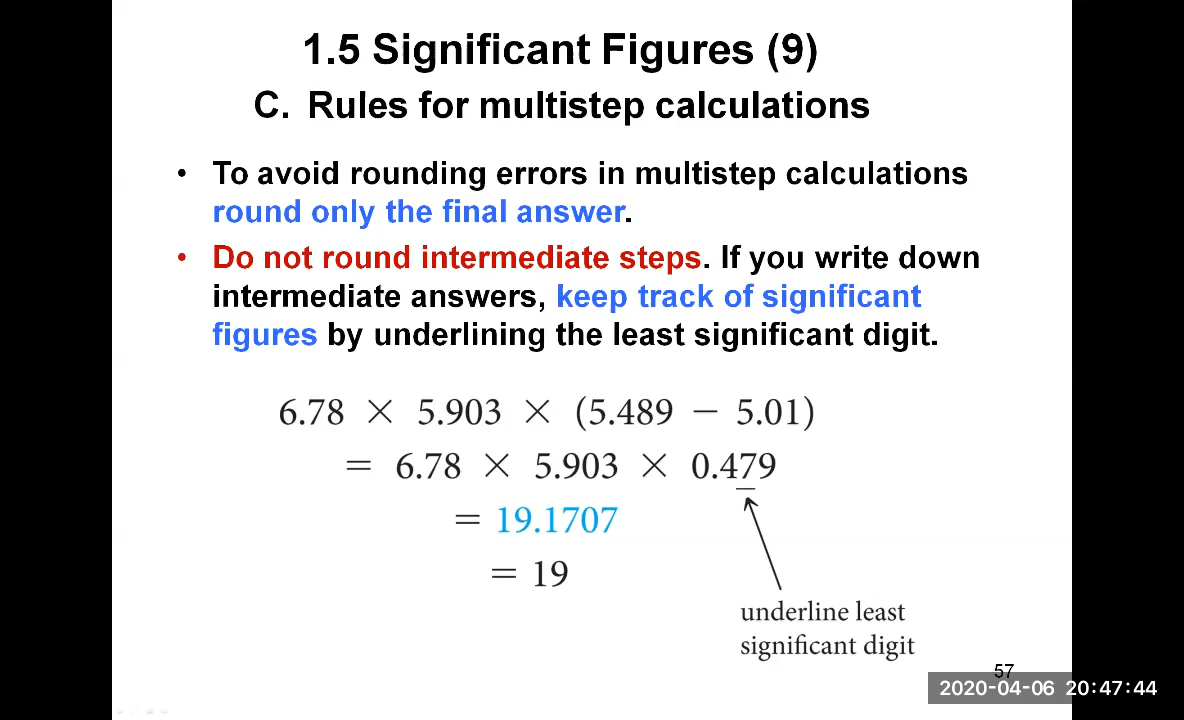 1.5 Significant Figures (9)
C. Rules for multistep calculations
• To avoid rounding errors in multistep calculations
round only the final answer.
• Do not round intermediate steps. If you write down
intermediate answers, keep track of significant
figures by underlining the least significant digit.
6.78 × 5.903 × (5.489 − 5.01)
= 6.78 × 5.903 × 0.479
= 19.1707
= 19
underline least
significant digit
57
2020-04-06 20:47:44